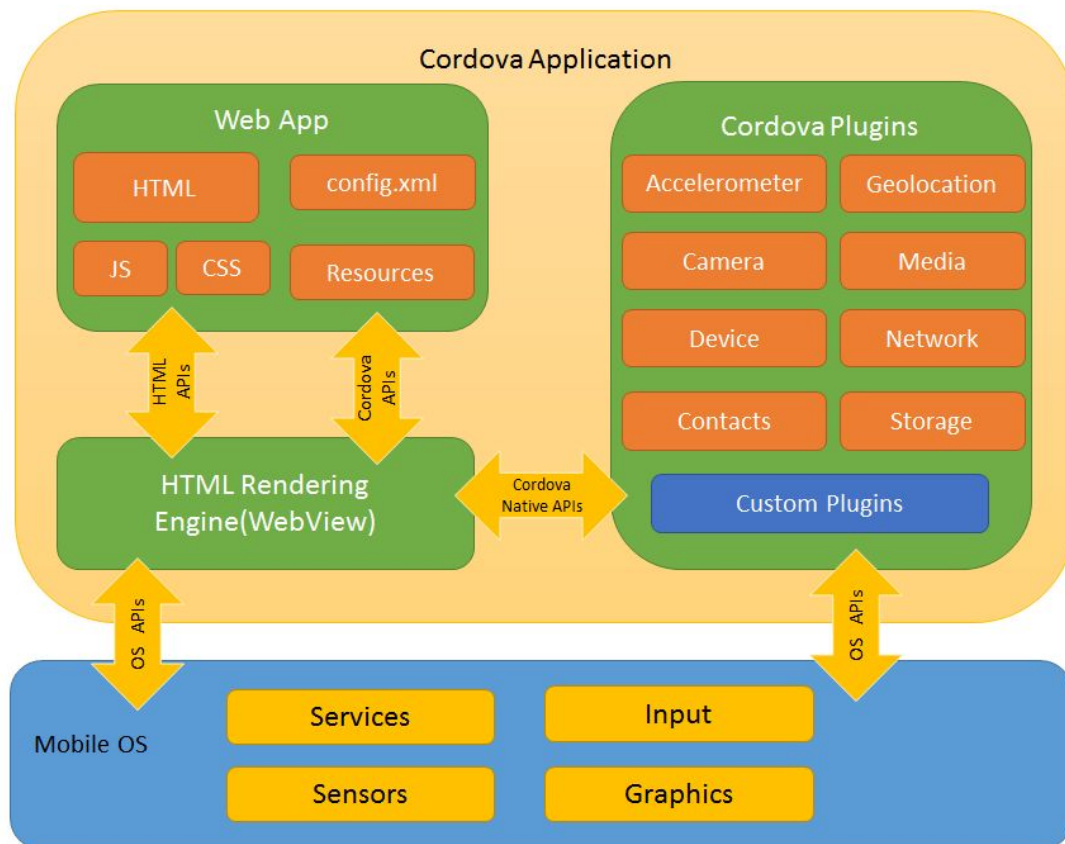 Cordova Application
Web App
HTML
config.xml
JS
CSS
Resources
HTML
APIs
Cordova
APIs
HTML Rendering
Engine(WebView)
Cordova
Native APIs
Cordova Plugins
Accelerometer
Geolocation
Camera
Media
Device
Network
Contacts
Storage
Custom Plugins
OS APIs
OS APIs
Mobile OS
Services
Input
Sensors
Graphics